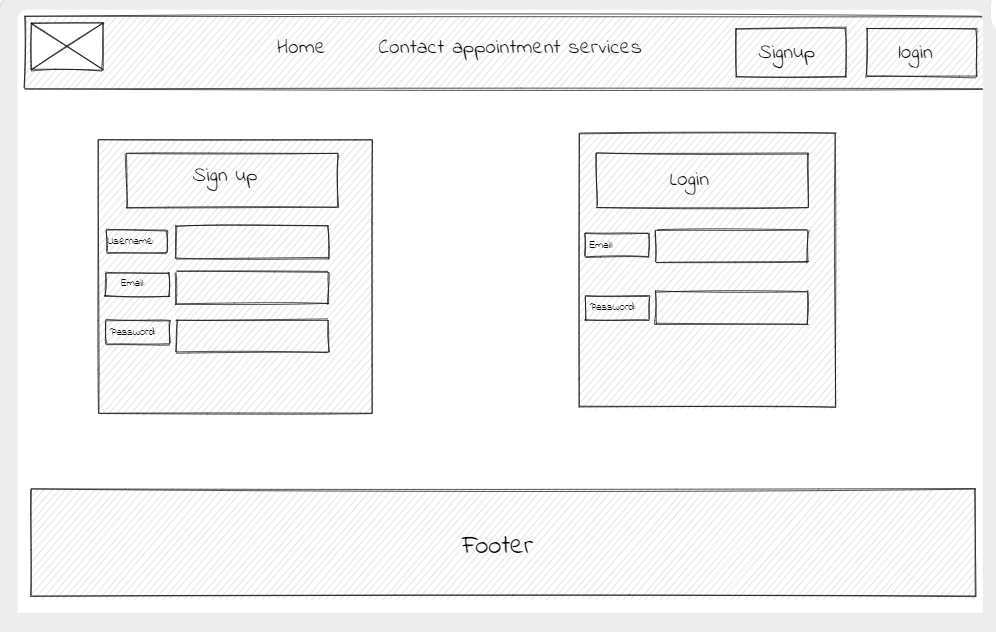 Home Contact appointment services Signup login
Sign up
Username
Email
Password
Login
Email
Password
Footer